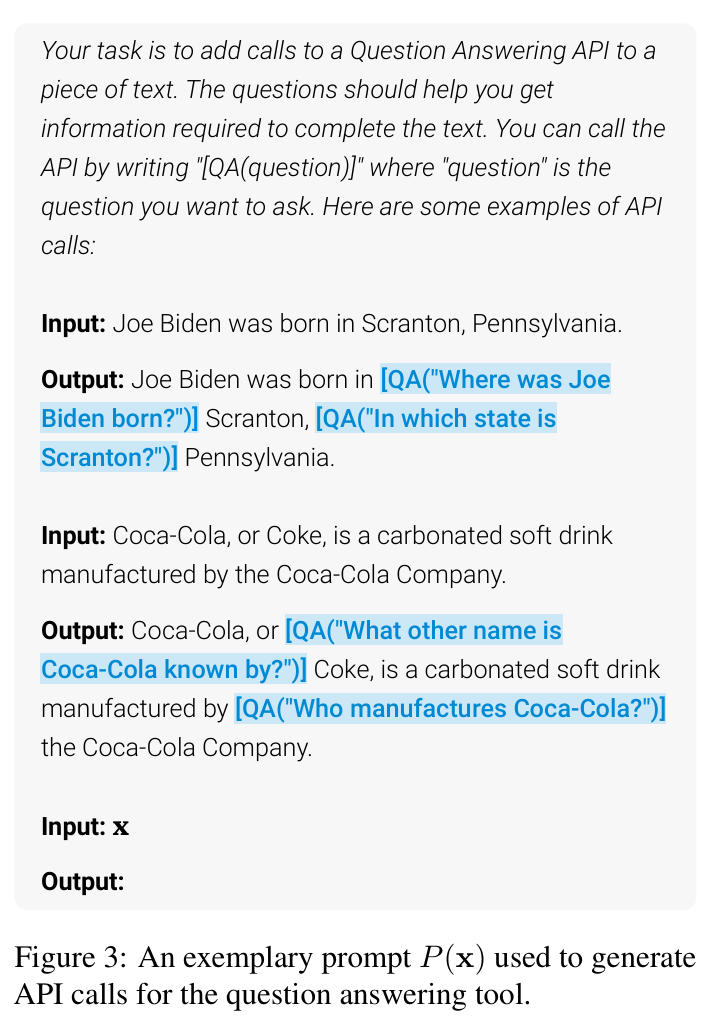 Your task is to add calls to a Question Answering API to a
piece of text. The questions should help you get
information required to complete the text. You can call the
API by writing "[QA(question)]" where "question" is the
question you want to ask. Here are some examples of API
calls:
Input: Joe Biden was born in Scranton, Pennsylvania.
Output: Joe Biden was born in [QA("Where was Joe
Biden born?")] Scranton, [QA("In which state is
Scranton?")] Pennsylvania.
Input: Coca-Cola, or Coke, is a carbonated soft drink
manufactured by the Coca-Cola Company.
Output: Coca-Cola, or [QA("What other name is
Coca-Cola known by?")] Coke, is a carbonated soft drink
manufactured by [QA("Who manufactures Coca-Cola?")]
the Coca-Cola Company.
Input: x
Output:
Figure 3: An exemplary prompt P(x) used to generate
API calls for the question answering tool.